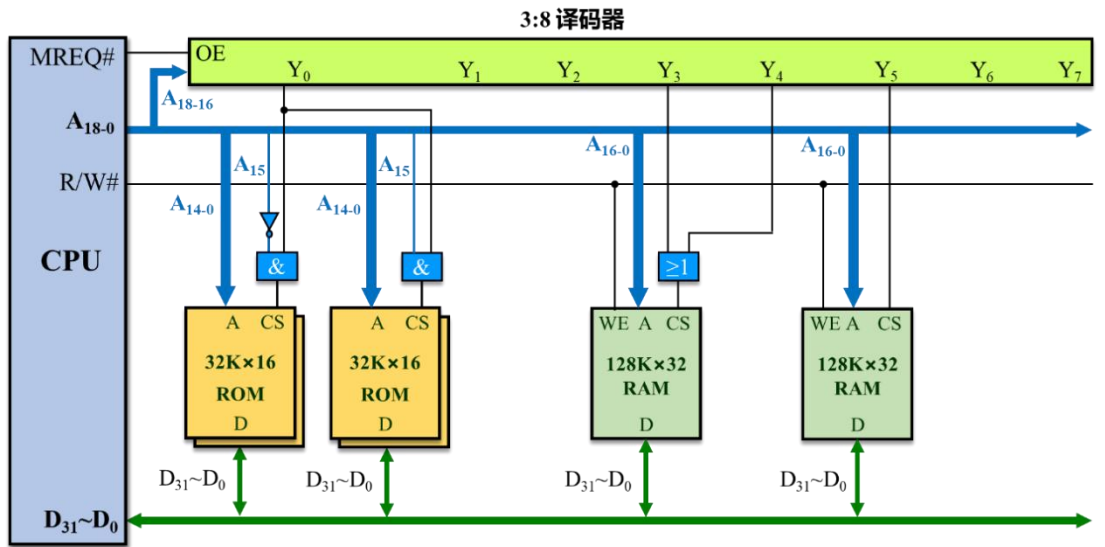 3:8 译码器
MREQ#
OE
Y₀ Y₁ Y₂ Y₃ Y₄ Y₅ Y₆ Y₇
A₁₈₋₁₆
A₁₈₋₀
A₁₅ A₁₅ A₁₆₋₀ A₁₆₋₀
R/W#
A₁₄₋₀ A₁₄₋₀
CPU
& & ≥1
A CS A CS WE A CS WE A CS
32K×16 32K×16 128K×32 128K×32
ROM ROM RAM RAM
D D D D
D₃₁~D₀ D₃₁~D₀ D₃₁~D₀ D₃₁~D₀
D₃₁~D₀